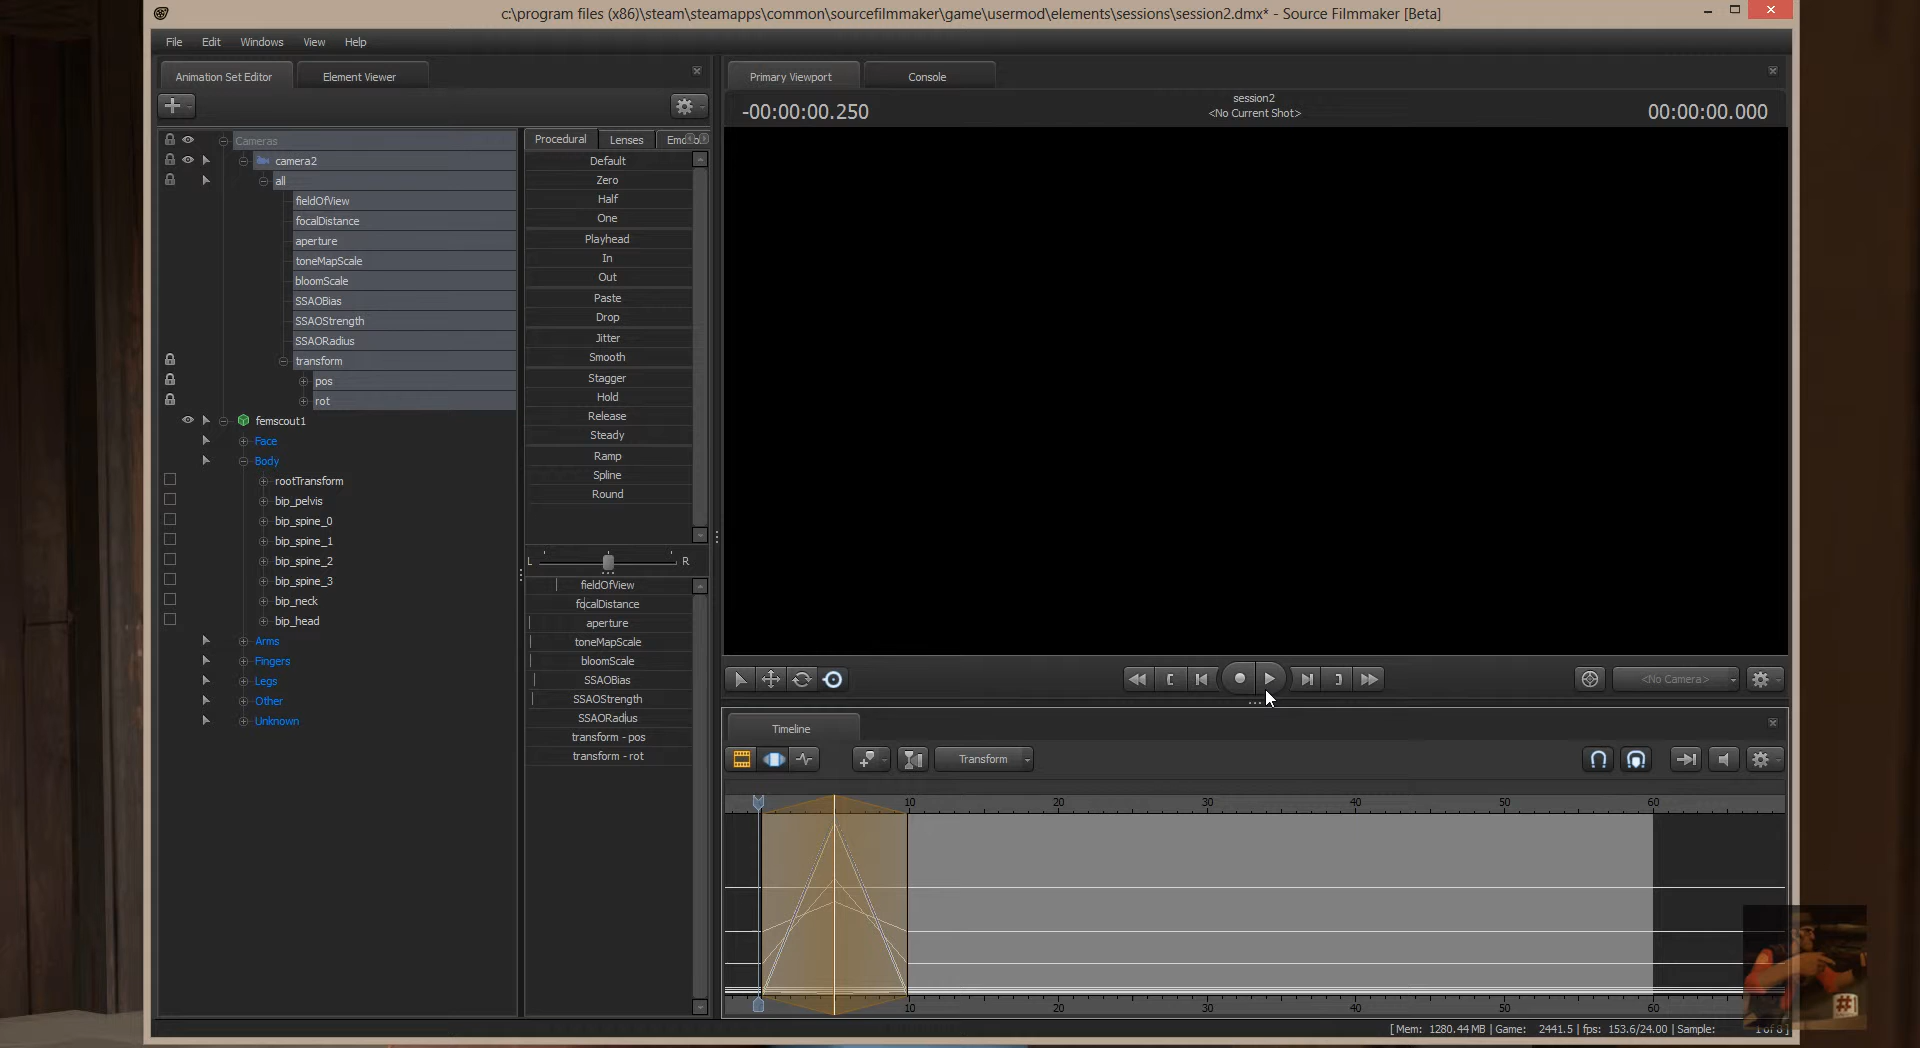 c:\program files (x86)\steam\steamapps\common\sourcefilmmaker\game\usermod\elements\sessions\session2.dmx* - Source Filmmaker [Beta]
File Edit Windows View Help
Animation Set Editor Element Viewer
Cameras
camera2
all
fieldOfView
focalDistance
aperture
toneMapScale
bloomScale
SSAOBias
SSAOStrength
SSAORadius
transform
pos
rot
femscout1
Face
Body
rootTransform
bip_pelvis
bip_spine_0
bip_spine_1
bip_spine_2
bip_spine_3
bip_neck
bip_head
Arms
Fingers
Legs
Other
Unknown
Procedural Lenses
Default
Zero
Half
One
Playhead
In
Out
Paste
Drop
Jitter
Smooth
Stagger
Hold
Release
Steady
Ramp
Spline
Round
L R
fieldOfView
focalDistance
aperture
toneMapScale
bloomScale
SSAOBias
SSAOStrength
SSAORadius
transform - pos
transform - rot
Primary Viewport Console
-00:00:00.250
session2
<No Current Shot>
00:00:00.000
<No Camera>
Timeline
Transform
10 20 30 40 50 60
10 20 30 40 50 60
#1
[ Mem: 1280.44 MB | Game: 2441.5 | fps: 153.6/24.00 | Sample: 1 of 8 ]